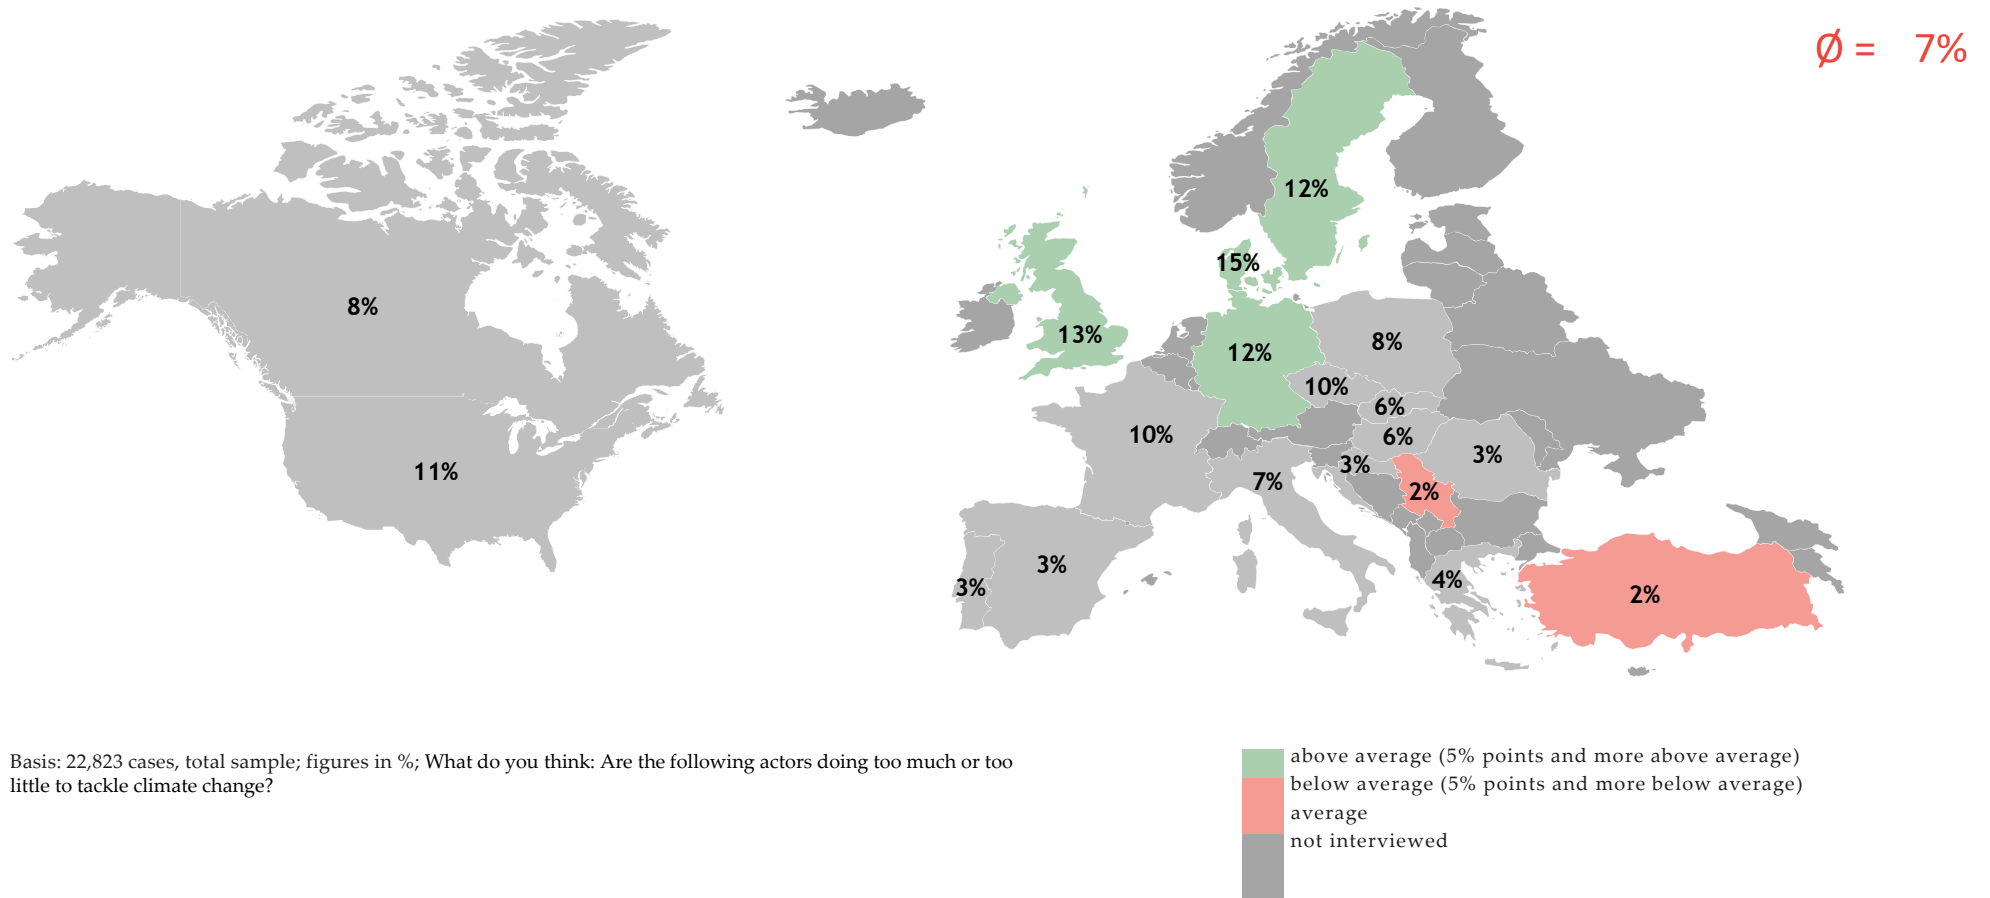 Ø = 7%
12%
15%
8%
13%
8%
12%
10%
6%
10%
6%
3%
3%
11%
7%
2%
3%
3%
4%
2%
Basis: 22,823 cases, total sample; figures in %; What do you think: Are the following actors doing too much or too
little to tackle climate change?
above average (5% points and more above average)
below average (5% points and more below average)
average
not interviewed